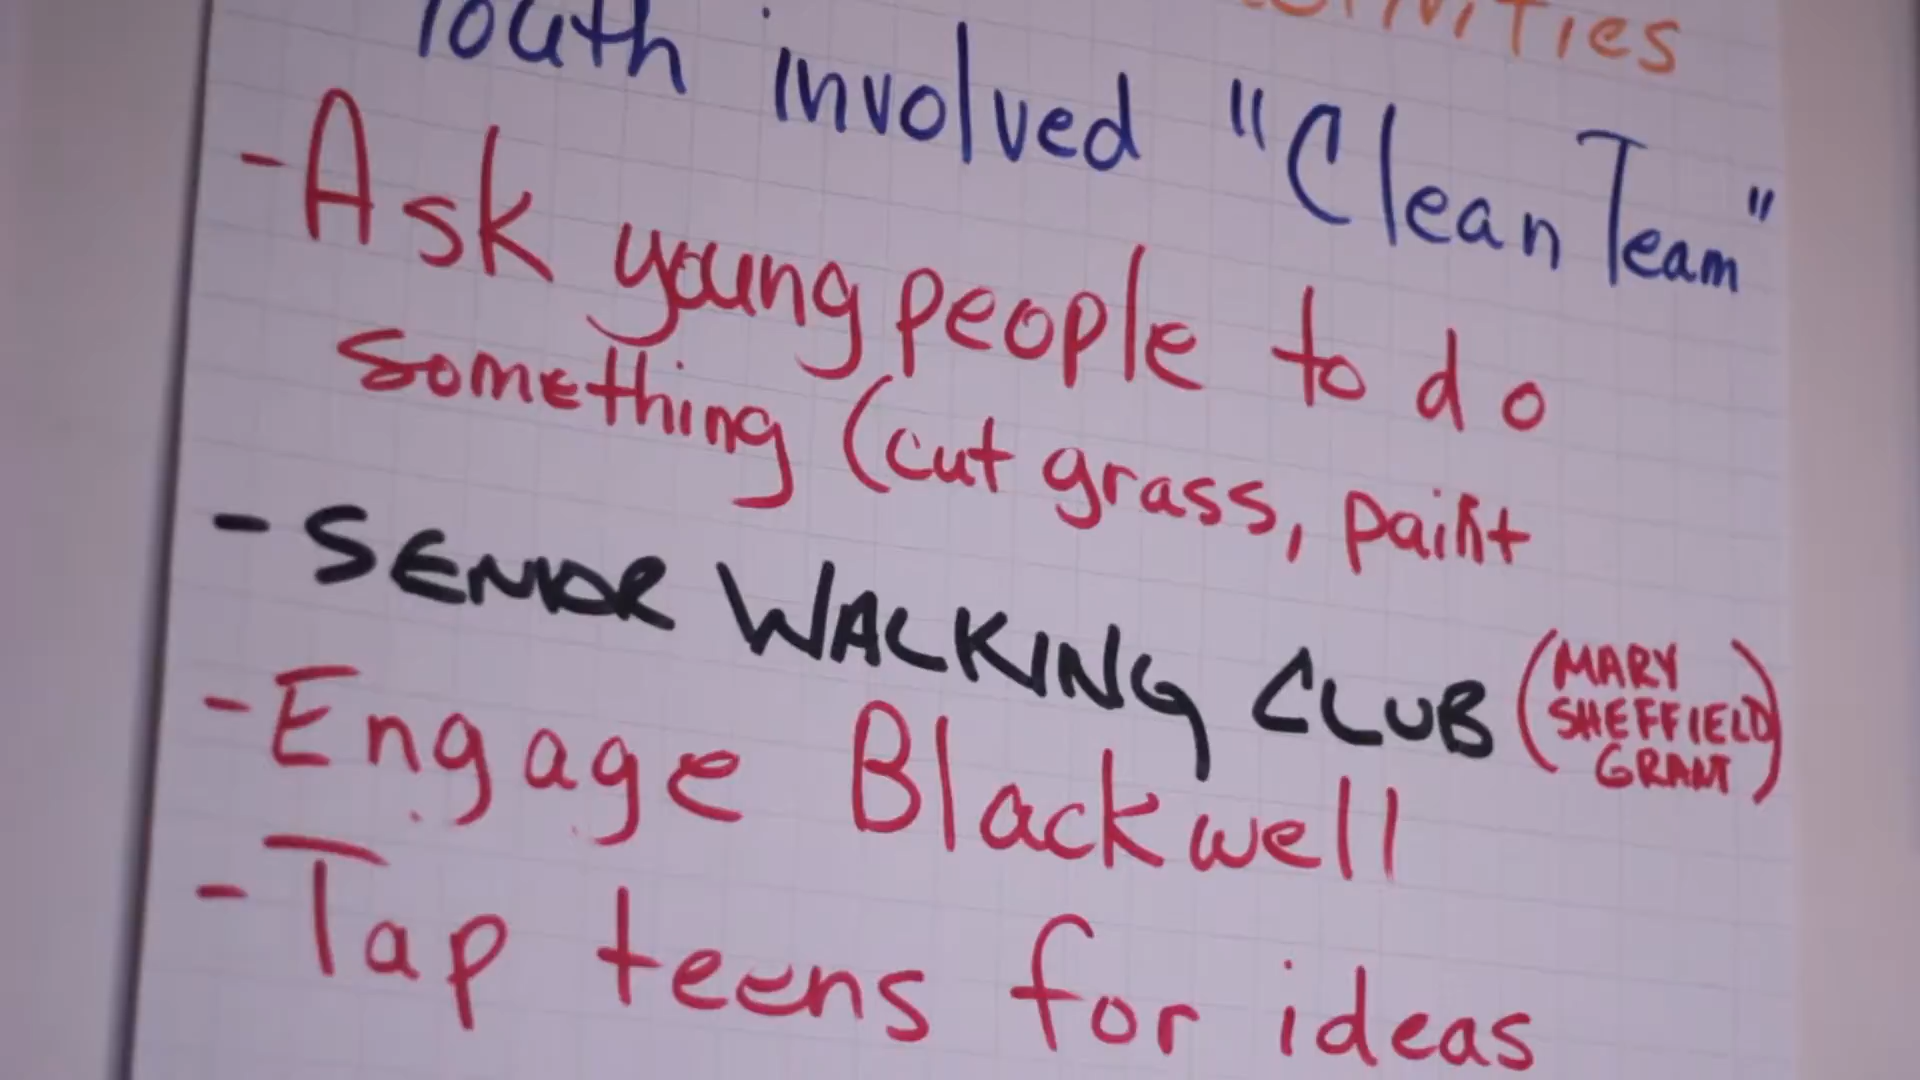 Youth involved "Clean Team"
- Ask young people to do
something (cut grass, paint
- SENIOR WALKING CLUB (MARY SHEFFIELD GRANT)
- Engage Blackwell
- Tap teens for ideas